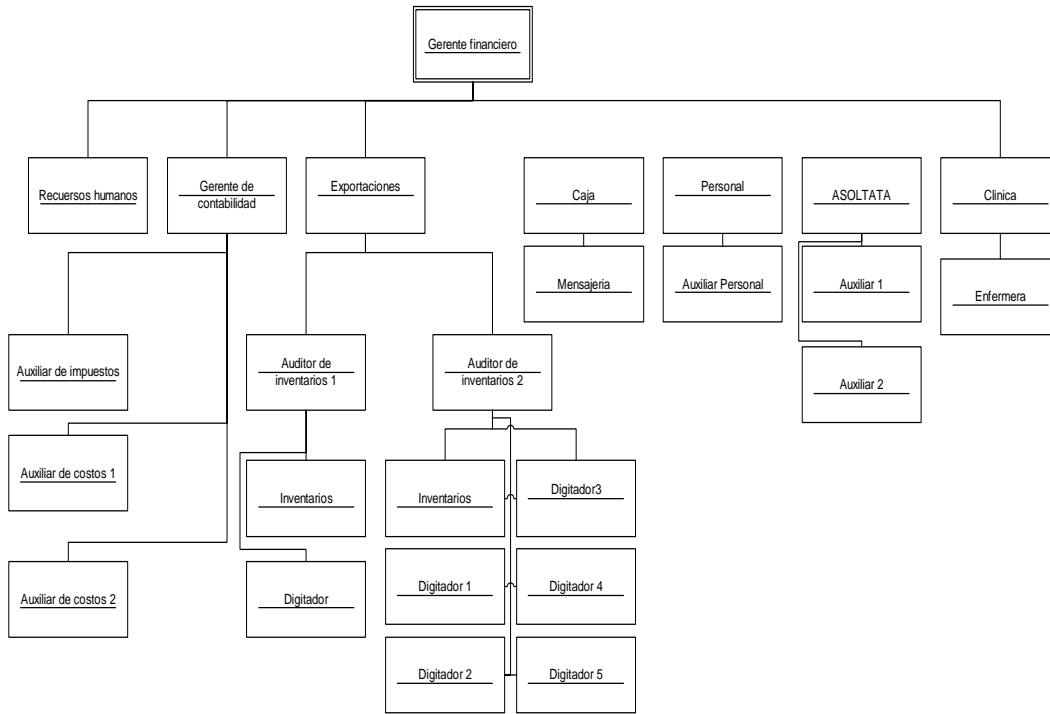 Gerente financiero
Recuersos humanos
Gerente de
contabilidad
Exportaciones
Caja
Personal
ASOLTATA
Clinica
Mensajeria
Auxiliar Personal
Auxiliar 1
Enfermera
Auxiliar de impuestos
Auditor de
inventarios 1
Auditor de
inventarios 2
Auxiliar 2
Auxiliar de costos 1
Inventarios
Inventarios
Digitador3
Auxiliar de costos 2
Digitador
Digitador 1
Digitador 4
Digitador 2
Digitador 5